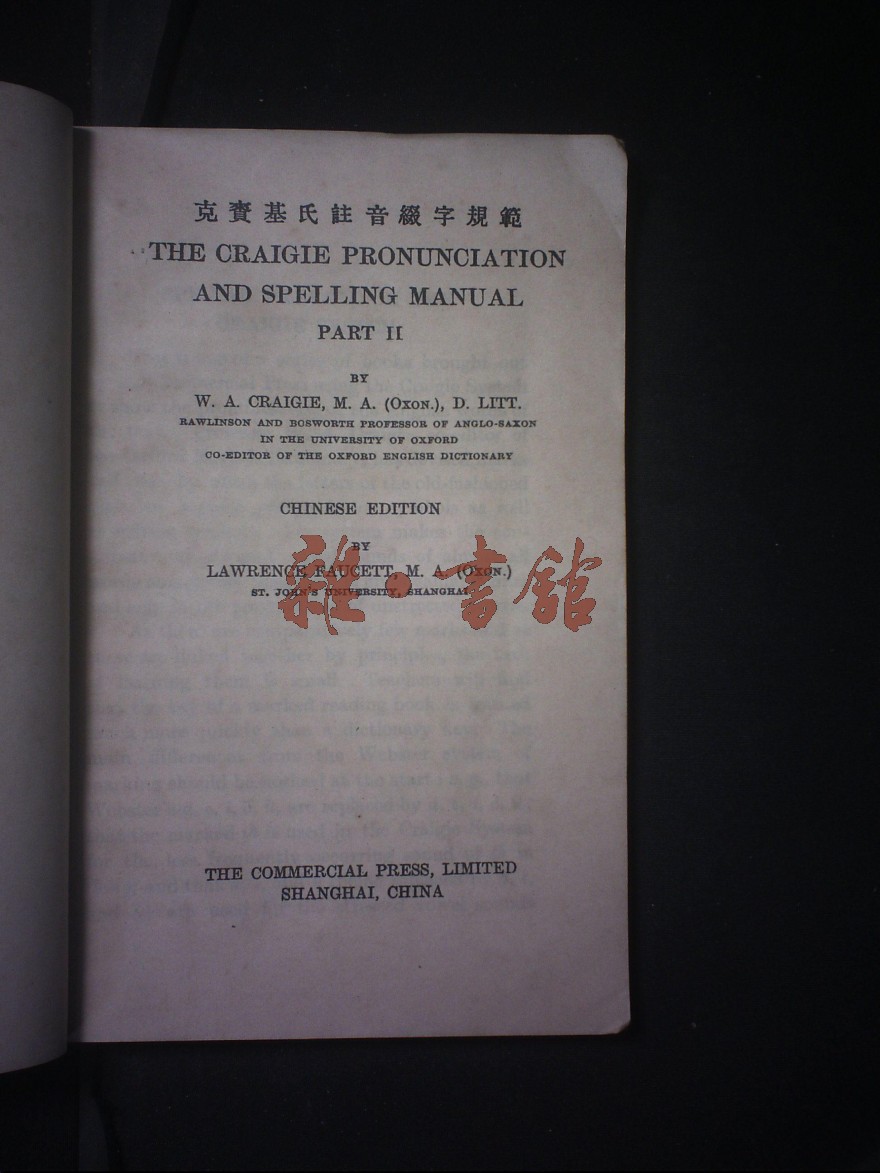 克賚基氏註音綴字規範
THE CRAIGIE PRONUNCIATION
AND SPELLING MANUAL
PART II
BY
W. A. CRAIGIE, M. A. (OXON.), D. LITT.
RAWLINSON AND BOSWORTH PROFESSOR OF ANGLO-SAXON
IN THE UNIVERSITY OF OXFORD
CO-EDITOR OF THE OXFORD ENGLISH DICTIONARY
CHINESE EDITION
BY
LAWRENCE FAUCETT, M. A. (OXON.)
ST. JOHN'S UNIVERSITY, SHANGHAI
雜·書館
THE COMMERCIAL PRESS, LIMITED
SHANGHAI, CHINA